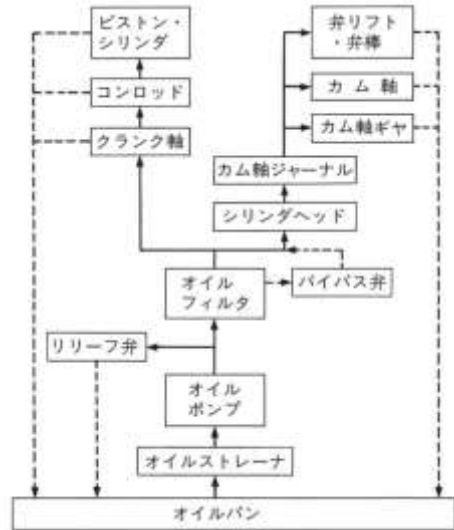 ピストン・
シリンダ
弁リフト
・弁棒
コンロッド
カム軸
クランク軸
カム軸ギヤ
カム軸ジャーナル
シリンダヘッド
オイル
フィルタ
バイパス弁
リリーフ弁
オイル
ポンプ
オイルストレーナ
オイルパン